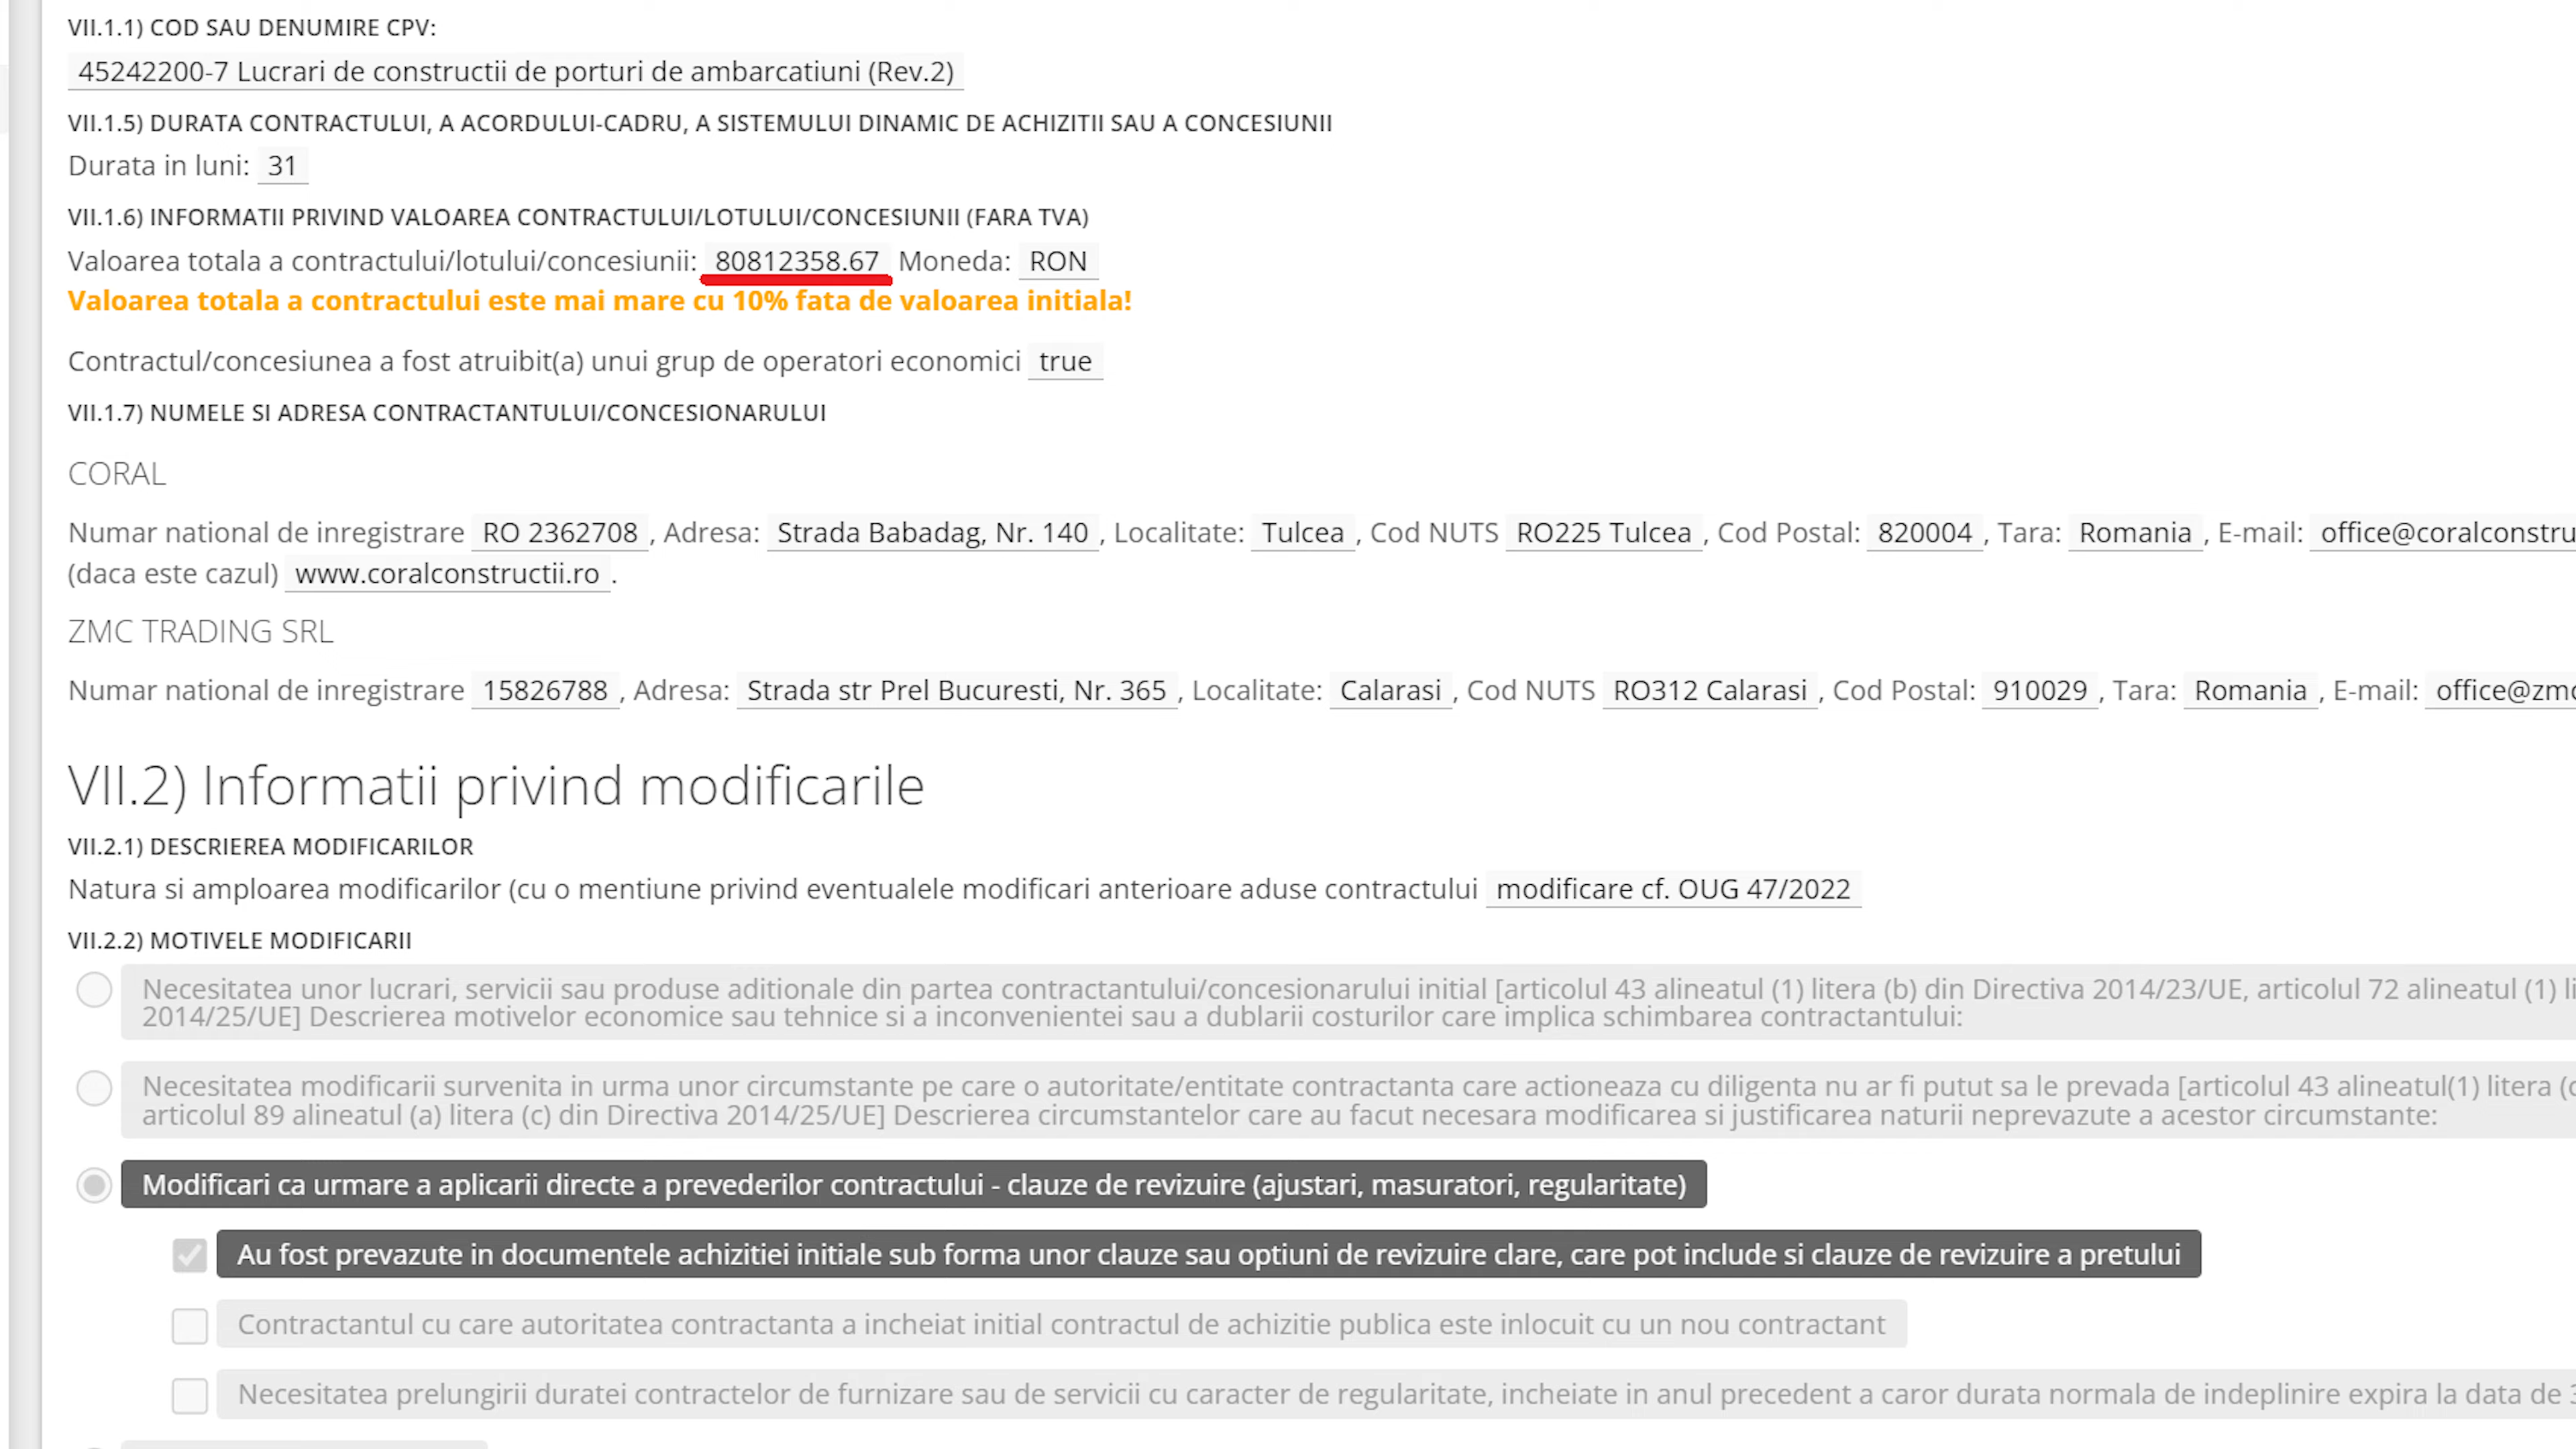 VII.1.1) COD SAU DENUMIRE CPV:
45242200-7 Lucrari de constructii de porturi de ambarcatiuni (Rev.2)
VII.1.5) DURATA CONTRACTULUI, A ACORDULUI-CADRU, A SISTEMULUI DINAMIC DE ACHIZITII SAU A CONCESIUNII
Durata in luni: 31
VII.1.6) INFORMATII PRIVIND VALOAREA CONTRACTULUI/LOTULUI/CONCESIUNII (FARA TVA)
Valoarea totala a contractului/lotului/concesiunii: 80812358.67 Moneda: RON
Valoarea totala a contractului este mai mare cu 10% fata de valoarea initiala!
Contractul/concesiunea a fost atruibit(a) unui grup de operatori economici true
VII.1.7) NUMELE SI ADRESA CONTRACTANTULUI/CONCESIONARULUI
CORAL
Numar national de inregistrare RO 2362708 , Adresa: Strada Babadag, Nr. 140 , Localitate: Tulcea , Cod NUTS RO225 Tulcea , Cod Postal: 820004 , Tara: Romania , E-mail: office@coralconstru
(daca este cazul) www.coralconstructii.ro .
ZMC TRADING SRL
Numar national de inregistrare 15826788 , Adresa: Strada str Prel Bucuresti, Nr. 365 , Localitate: Calarasi , Cod NUTS RO312 Calarasi , Cod Postal: 910029 , Tara: Romania , E-mail: office@zmc
VII.2) Informatii privind modificarile
VII.2.1) DESCRIEREA MODIFICARILOR
Natura si amploarea modificarilor (cu o mentiune privind eventualele modificari anterioare aduse contractului modificare cf. OUG 47/2022
VII.2.2) MOTIVELE MODIFICARII
Necesitatea unor lucrari, servicii sau produse aditionale din partea contractantului/concesionarului initial [articolul 43 alineatul (1) litera (b) din Directiva 2014/23/UE, articolul 72 alineatul (1) li
2014/25/UE] Descrierea motivelor economice sau tehnice si a inconvenientei sau a dublarii costurilor care implica schimbarea contractantului:
Necesitatea modificarii survenita in urma unor circumstante pe care o autoritate/entitate contractanta care actioneaza cu diligenta nu ar fi putut sa le prevada [articolul 43 alineatul(1) litera (c
articolul 89 alineatul (a) litera (c) din Directiva 2014/25/UE] Descrierea circumstantelor care au facut necesara modificarea si justificarea naturii neprevazute a acestor circumstante:
Modificari ca urmare a aplicarii directe a prevederilor contractului - clauze de revizuire (ajustari, masuratori, regularitate)
Au fost prevazute in documentele achizitiei initiale sub forma unor clauze sau optiuni de revizuire clare, care pot include si clauze de revizuire a pretului
Contractantul cu care autoritatea contractanta a incheiat initial contractul de achizitie publica este inlocuit cu un nou contractant
Necesitatea prelungirii duratei contractelor de furnizare sau de servicii cu caracter de regularitate, incheiate in anul precedent a caror durata normala de indeplinire expira la data de 3